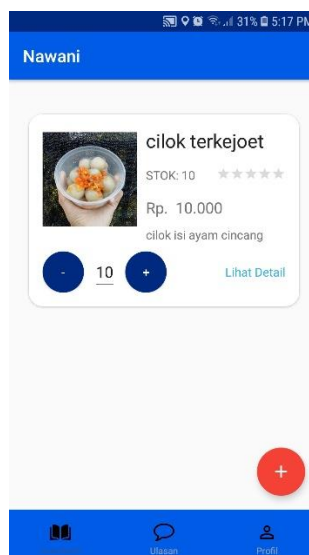 31% 5:17 PM
Nawani
cilok terkejoet
STOK: 10
Rp. 10.000
cilok isi ayam cincang
- 10 +
Lihat Detail
+
Ulasan
Profil